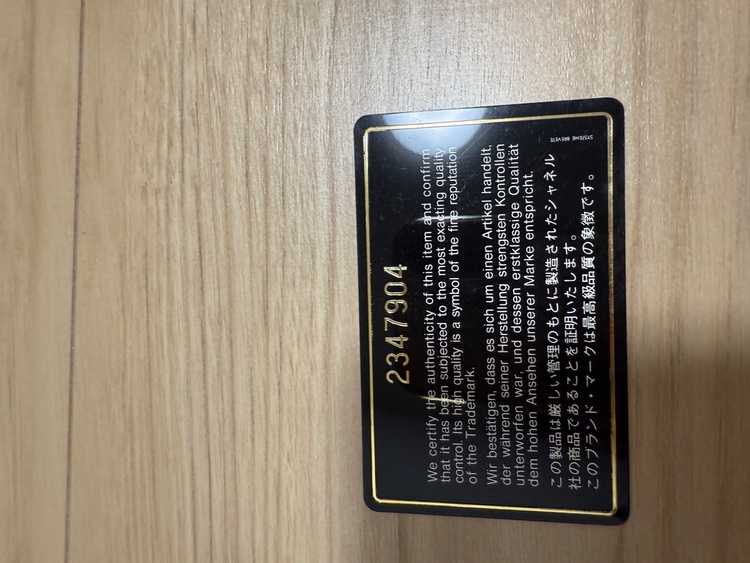 2347904
We certify the authenticity of this item and confirm
that it has been subjected to the most exacting quality
control. Its high quality is a symbol of the fine reputation
of the Trademark.
Wir bestätigen, dass es sich um einen Artikel handelt,
der während seiner Herstellung strengsten Kontrollen
unterworfen war, und dessen erstklassige Qualität
dem hohen Ansehen unserer Marke entspricht.
この製品は厳しい管理のもとに製造されたシャネル
社の商品であることを証明いたします。
このブランド・マークは最高級品質の象徴です。
SYSTEME BREVETE